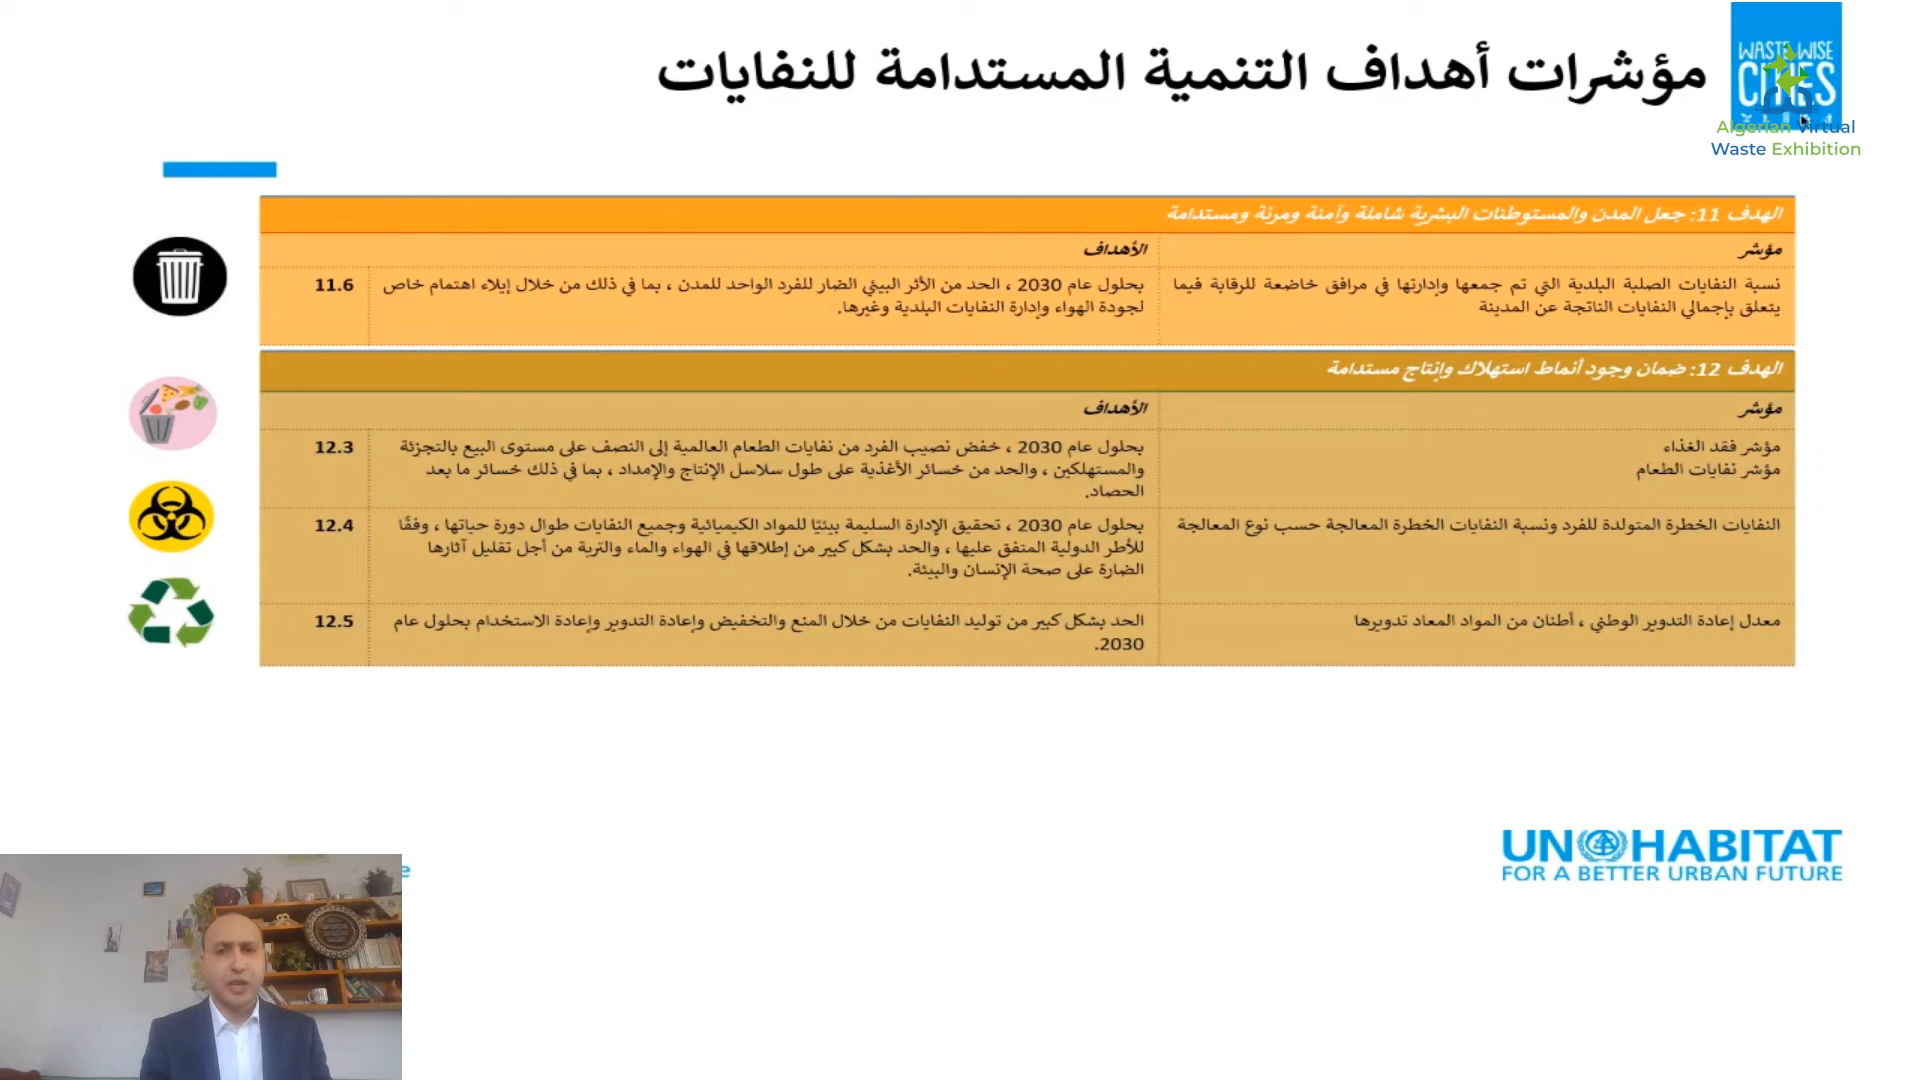 مؤشرات أهداف التنمية المستدامة للنفايات
WASTE WISE
CITIES
Algerian Virtual
Waste Exhibition
الهدف 11: جعل المدن والمستوطنات البشرية شاملة وآمنة ومرنة ومستدامة
مؤشر
الأهداف
نسبة النفايات الصلبة البلدية التي تم جمعها وإدارتها في مرافق خاضعة للرقابة فيما
يتعلق بإجمالي النفايات الناتجة عن المدينة
بحلول عام 2030 ، الحد من الأثر البيئي الضار للفرد الواحد للمدن ، بما في ذلك من خلال إيلاء اهتمام خاص
لجودة الهواء وإدارة النفايات البلدية وغيرها.
11.6
الهدف 12: ضمان وجود أنماط استهلاك وإنتاج مستدامة
مؤشر
الأهداف
مؤشر فقد الغذاء
مؤشر نفايات الطعام
بحلول عام 2030 ، خفض نصيب الفرد من نفايات الطعام العالمية إلى النصف على مستوى البيع بالتجزئة
والمستهلكين ، والحد من خسائر الأغذية على طول سلاسل الإنتاج والإمداد ، بما في ذلك خسائر ما بعد
الحصاد.
12.3
النفايات الخطرة المتولدة للفرد ونسبة النفايات الخطرة المعالجة حسب نوع المعالجة
بحلول عام 2030 ، تحقيق الإدارة السليمة بيئيًا للمواد الكيميائية وجميع النفايات طوال دورة حياتها ، وفقًا
للأطر الدولية المتفق عليها ، والحد بشكل كبير من إطلاقها في الهواء والماء والتربة من أجل تقليل آثارها
الضارة على صحة الإنسان والبيئة.
12.4
معدل إعادة التدوير الوطني ، أطنان من المواد المعاد تدويرها
الحد بشكل كبير من توليد النفايات من خلال المنع والتخفيض وإعادة التدوير وإعادة الاستخدام بحلول عام
2030.
12.5
UN HABITAT
FOR A BETTER URBAN FUTURE
e